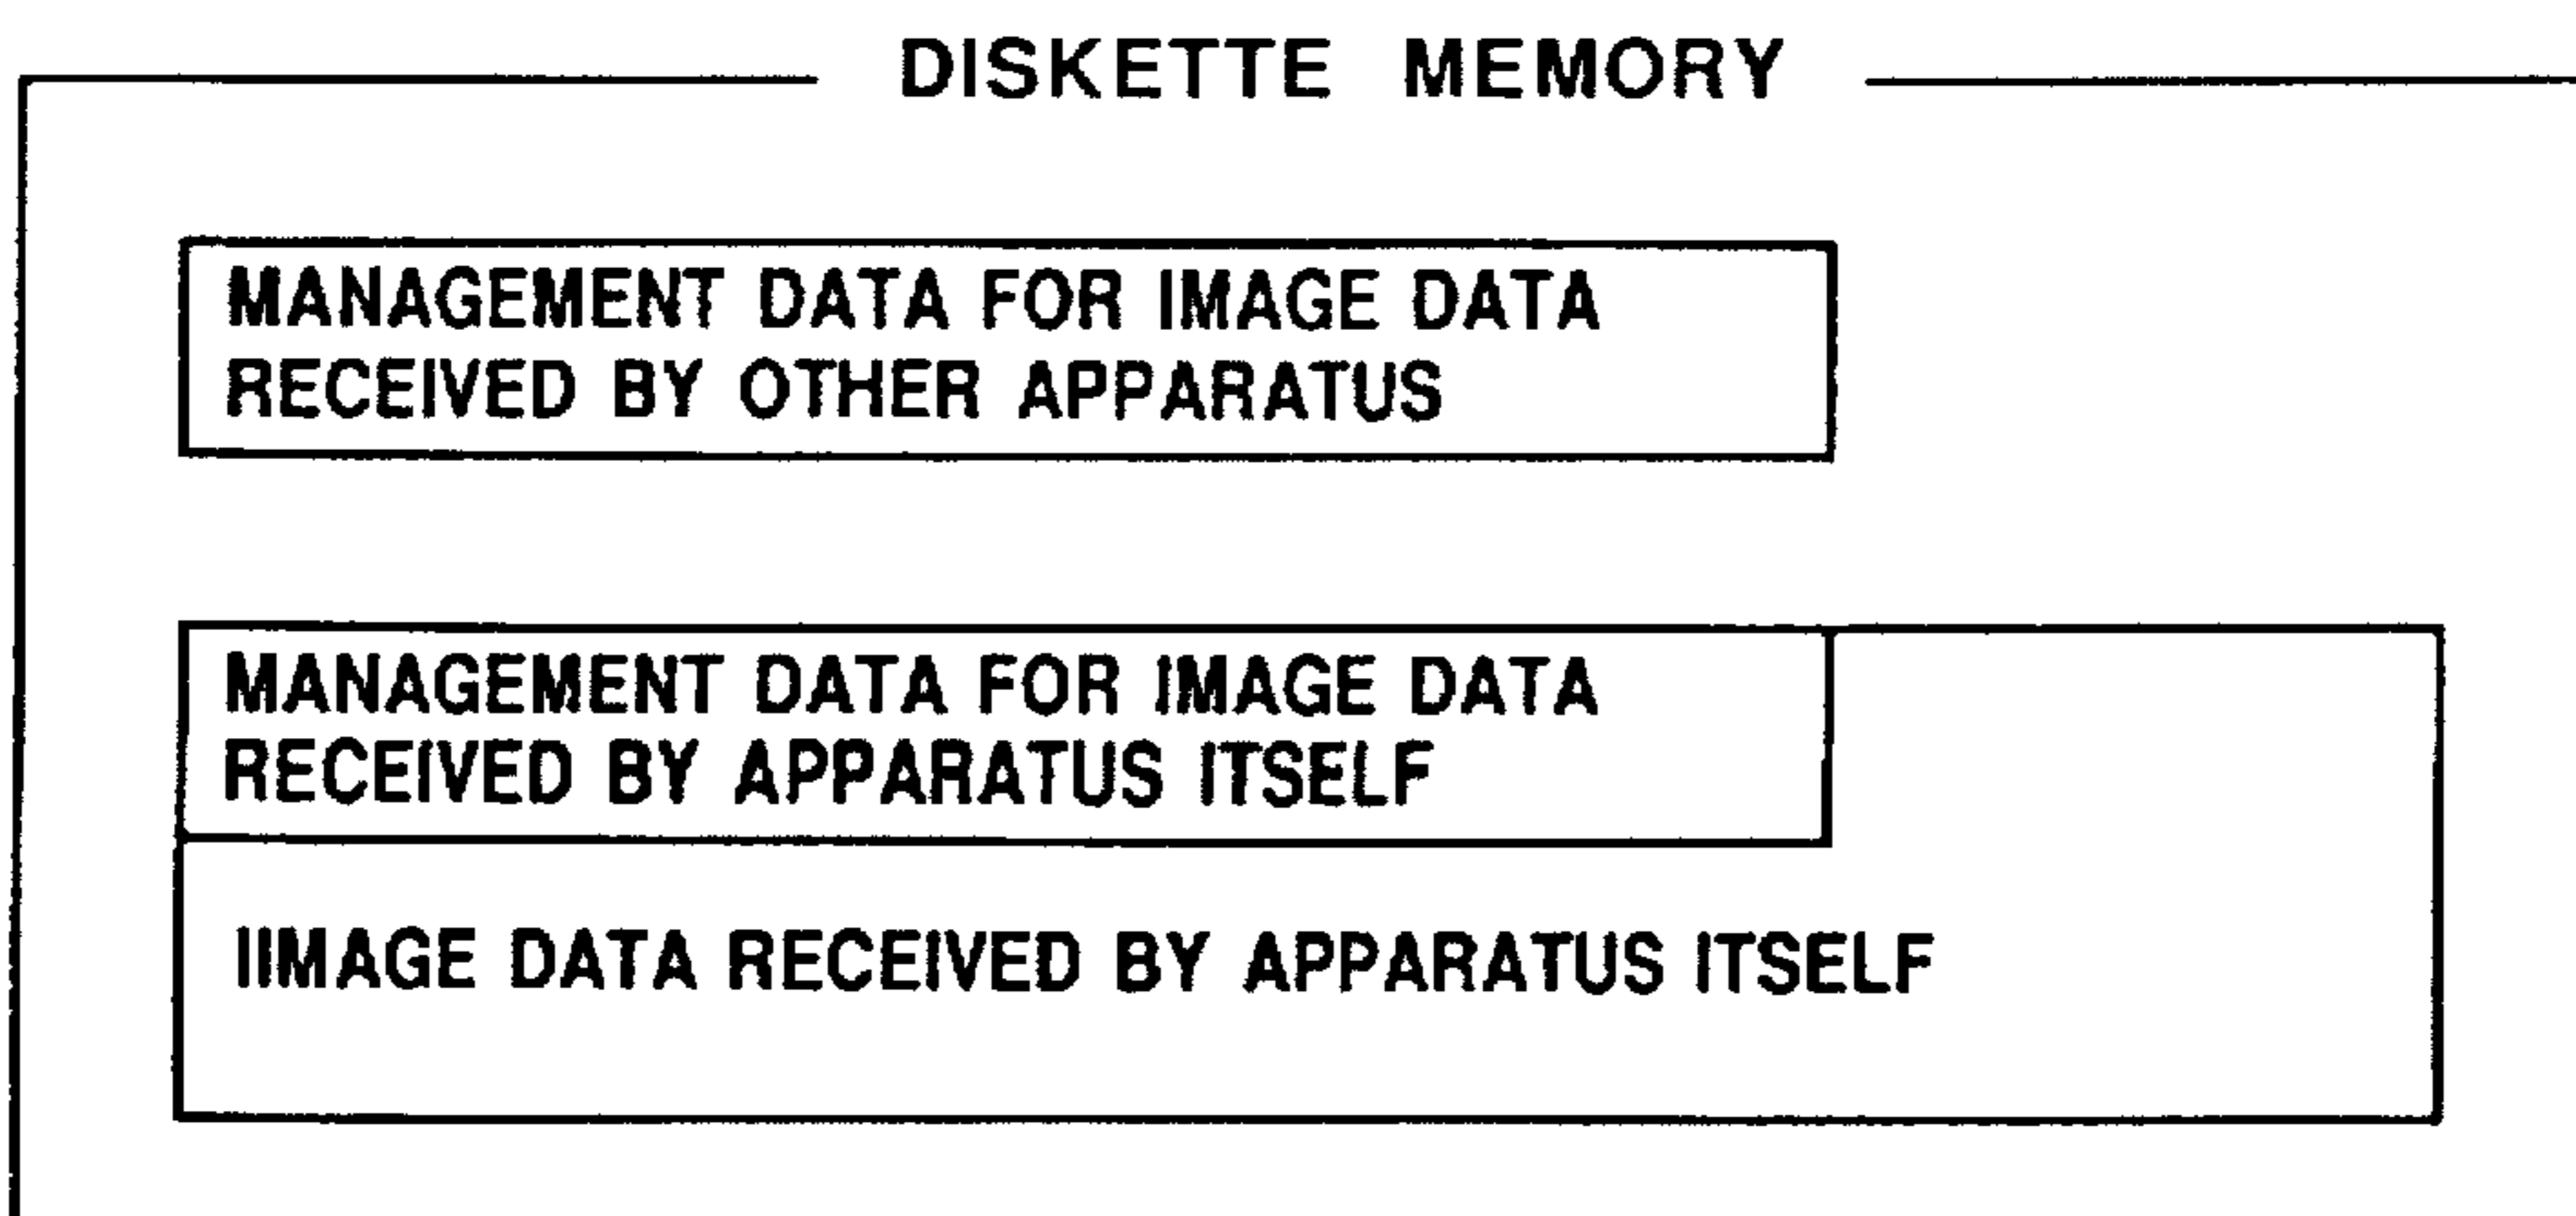 DISKETTE MEMORY
MANAGEMENT DATA FOR IMAGE DATA
RECEIVED BY OTHER APPARATUS
MANAGEMENT DATA FOR IMAGE DATA
RECEIVED BY APPARATUS ITSELF
IIMAGE DATA RECEIVED BY APPARATUS ITSELF